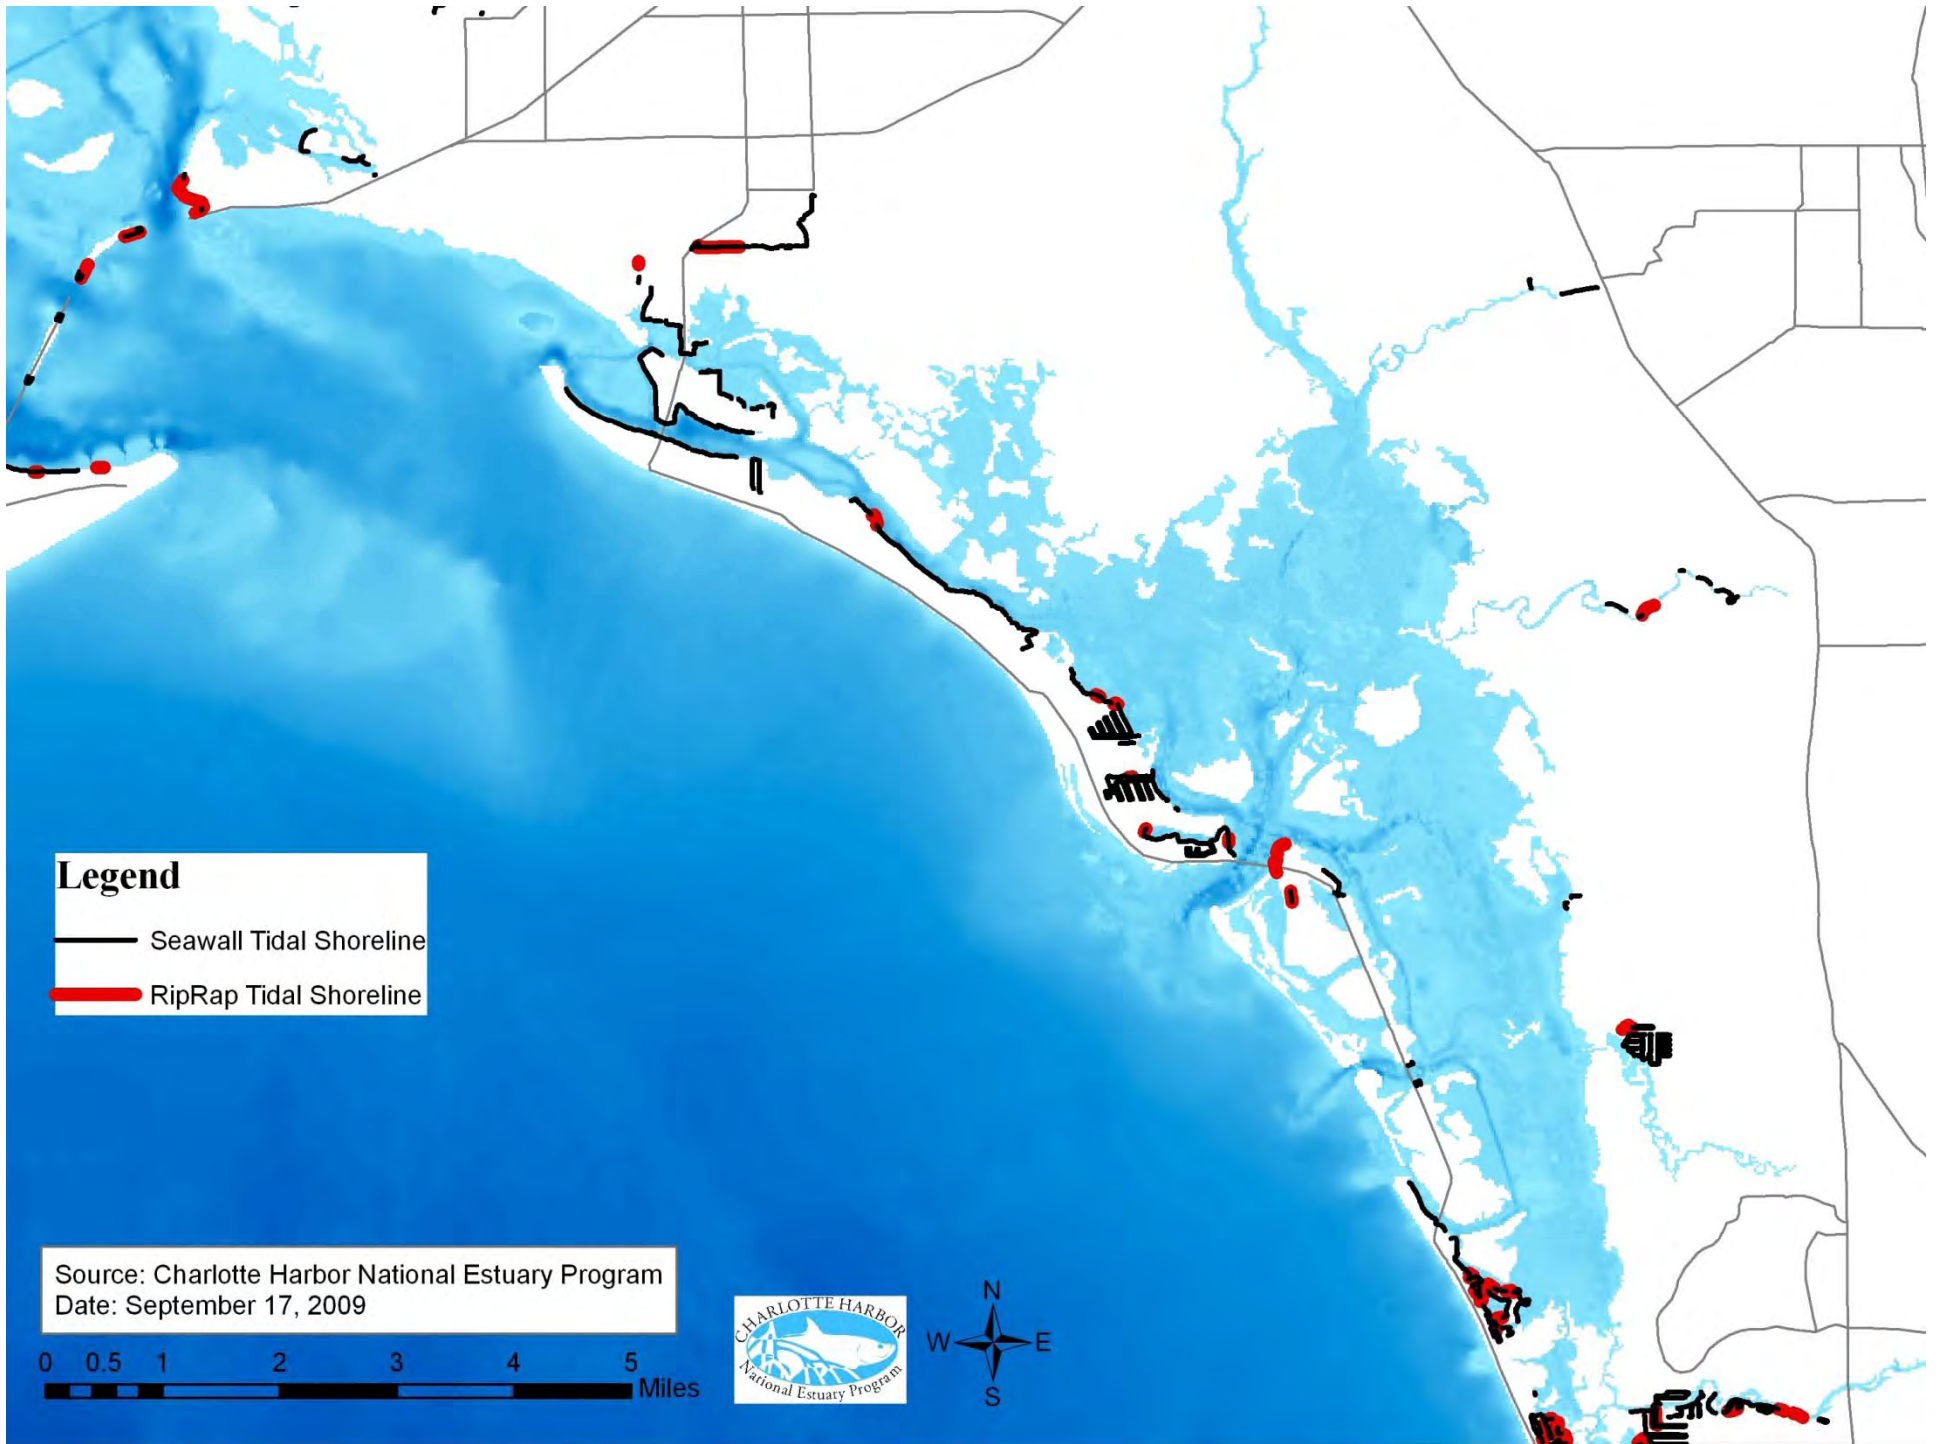 Legend
Seawall Tidal Shoreline
RipRap Tidal Shoreline
Source: Charlotte Harbor National Estuary Program
Date: September 17, 2009
0 0.5 1 2 3 4 5
Miles
CHARLOTTE HARBOR
National Estuary Program
N
W E
S